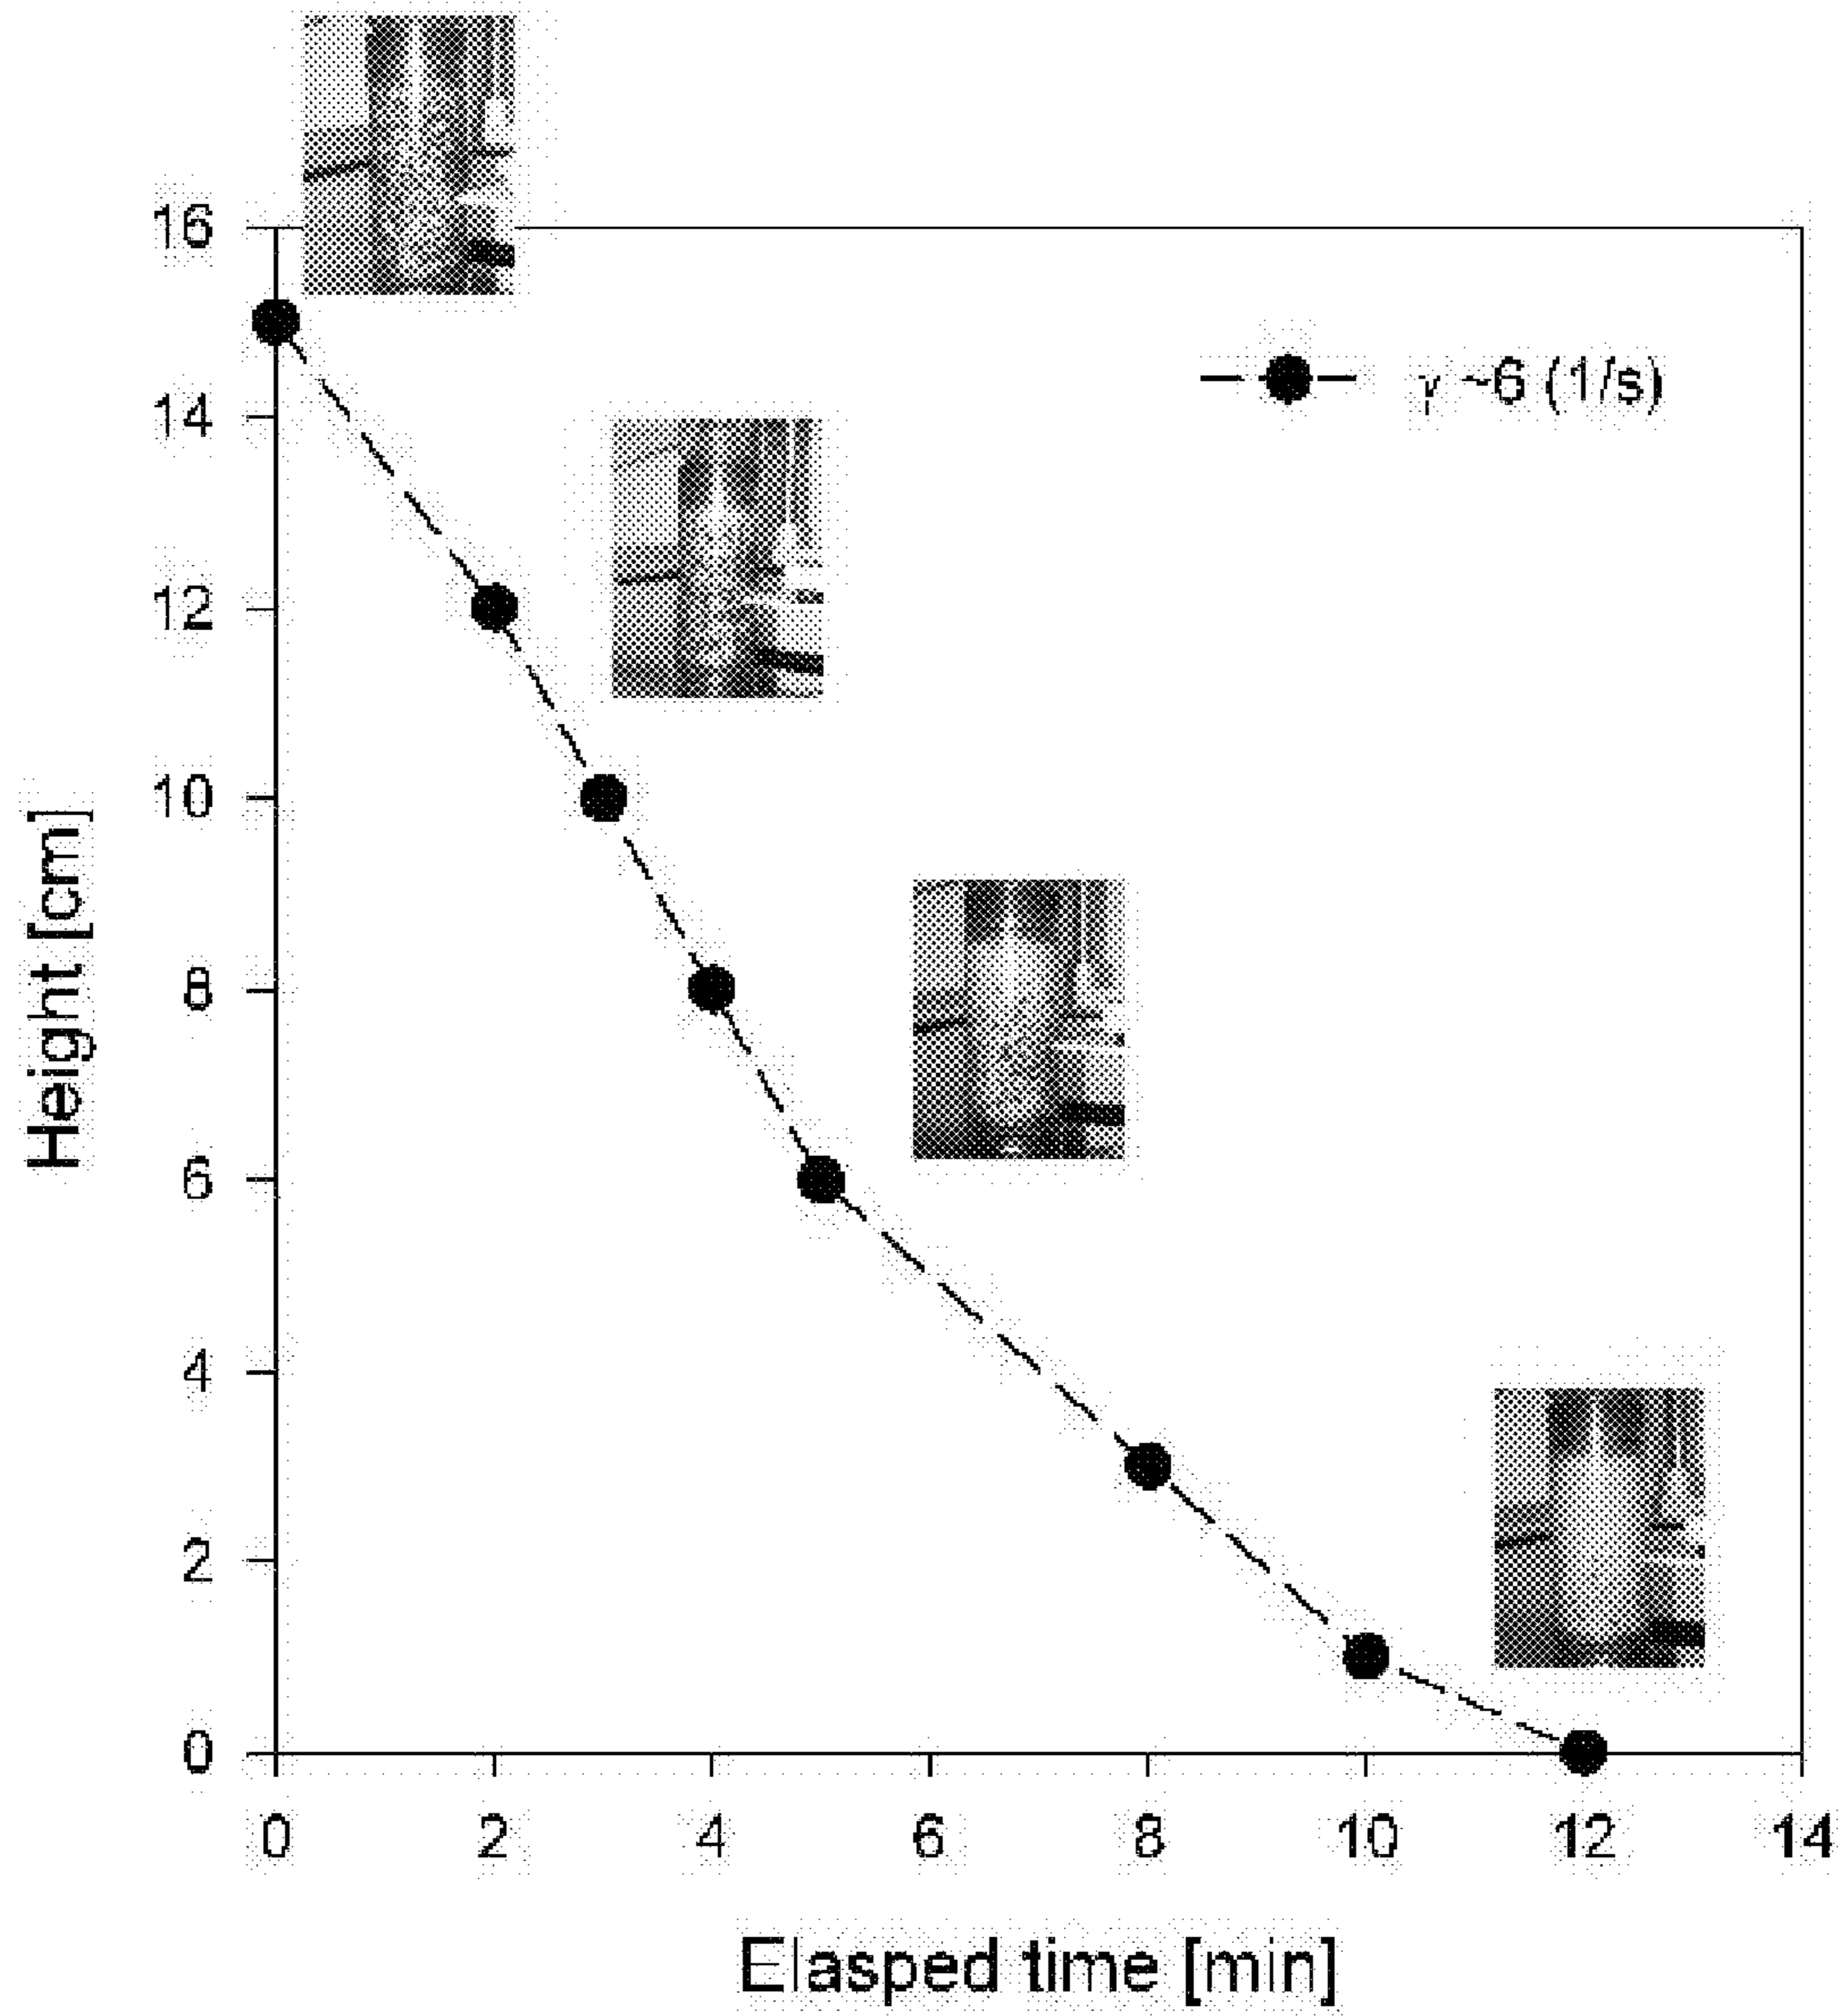 16
14
12
10
8
6
4
2
0
Height [cm]
γ ~6 (1/s)
0 2 4 6 8 10 12 14
Elasped time [min]